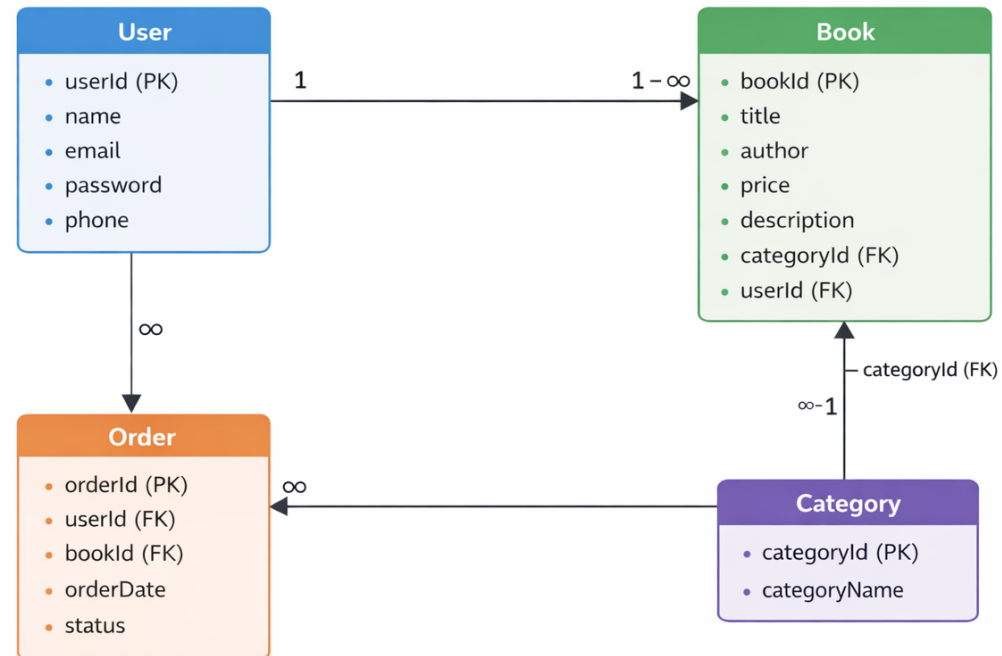 User
• userId (PK)
• name
• email
• password
• phone
1
1 – ∞
Book
• bookId (PK)
• title
• author
• price
• description
• categoryId (FK)
• userId (FK)
∞
categoryId (FK)
∞-1
Order
• orderId (PK)
• userId (FK)
• bookId (FK)
• orderDate
• status
∞
Category
• categoryId (PK)
• categoryName